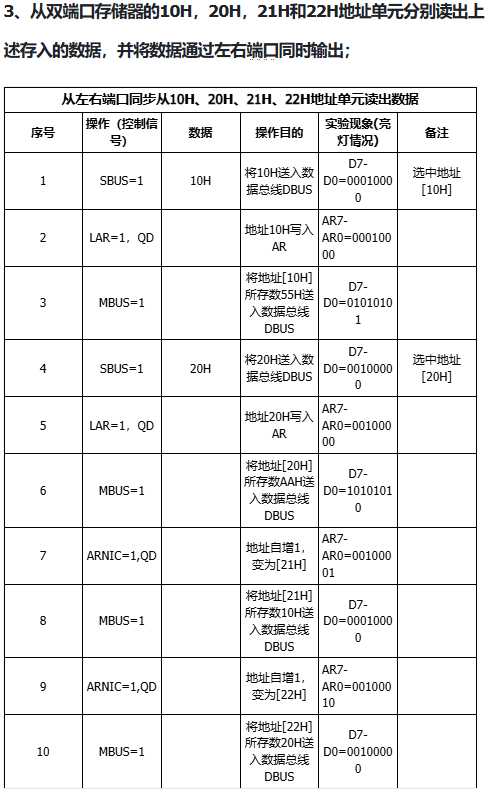 3、从双端口存储器的10H，20H，21H和22H地址单元分别读出上
述存入的数据，并将数据通过左右端口同时输出；
从左右端口同步从10H、20H、21H、22H地址单元读出数据
序号 操作（控制信号） 数据 操作目的 实验现象(亮灯情况) 备注
1 SBUS=1 10H 将10H送入数据总线DBUS D7-D0=00010000 选中地址[10H]
2 LAR=1，QD 地址10H写入AR AR7-AR0=00010000
3 MBUS=1 将地址[10H]所存数55H送入数据总线DBUS D7-D0=01010101
4 SBUS=1 20H 将20H送入数据总线DBUS D7-D0=00100000 选中地址[20H]
5 LAR=1，QD 地址20H写入AR AR7-AR0=00100000
6 MBUS=1 将地址[20H]所存数AAH送入数据总线DBUS D7-D0=10101010
7 ARNIC=1,QD 地址自增1，变为[21H] AR7-AR0=00100001
8 MBUS=1 将地址[21H]所存数10H送入数据总线DBUS D7-D0=00010000
9 ARNIC=1,QD 地址自增1，变为[22H] AR7-AR0=00100010
10 MBUS=1 将地址[22H]所存数20H送入数据总线DBUS D7-D0=00100000